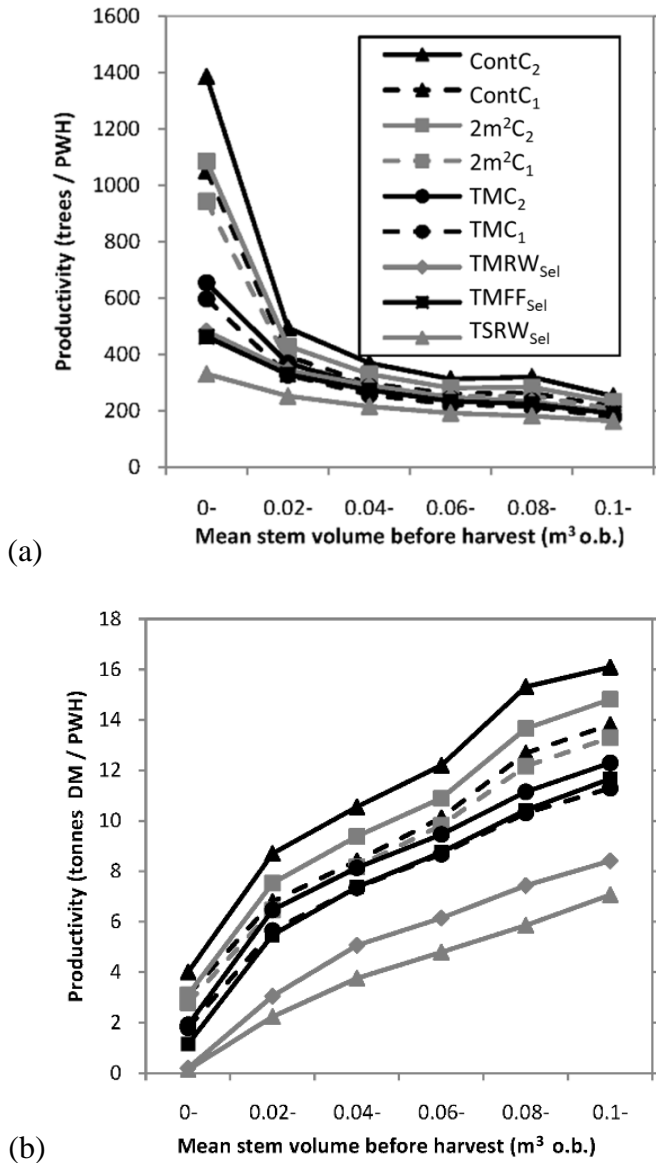 1600
1400
1200
1000
800
600
400
200
0
Productivity (trees / PWH)
ContC₂
ContC₁
2m²C₂
2m²C₁
TMC₂
TMC₁
TMRW_Sel
TMFF_Sel
TSRW_Sel
0- 0.02- 0.04- 0.06- 0.08- 0.1-
Mean stem volume before harvest (m³ o.b.)
(a)
18
16
14
12
10
8
6
4
2
0
Productivity (tonnes DM / PWH)
0- 0.02- 0.04- 0.06- 0.08- 0.1-
Mean stem volume before harvest (m³ o.b.)
(b)